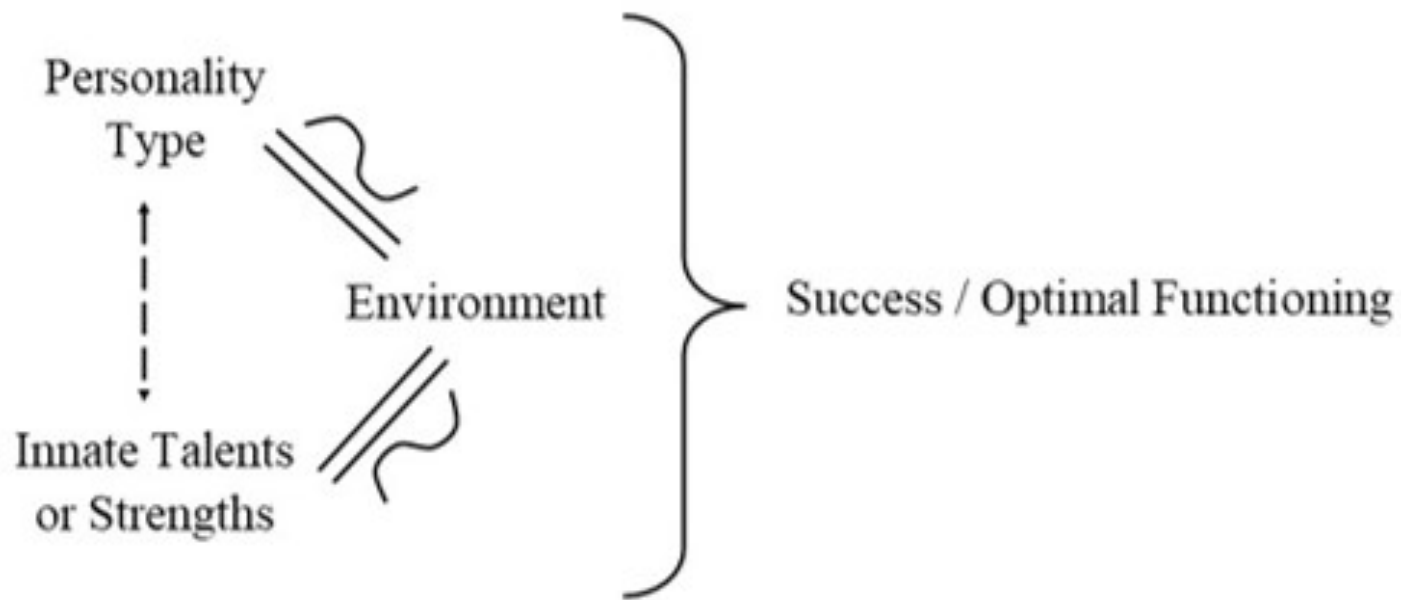 Personality
Type
Environment
Success / Optimal Functioning
Innate Talents
or Strengths